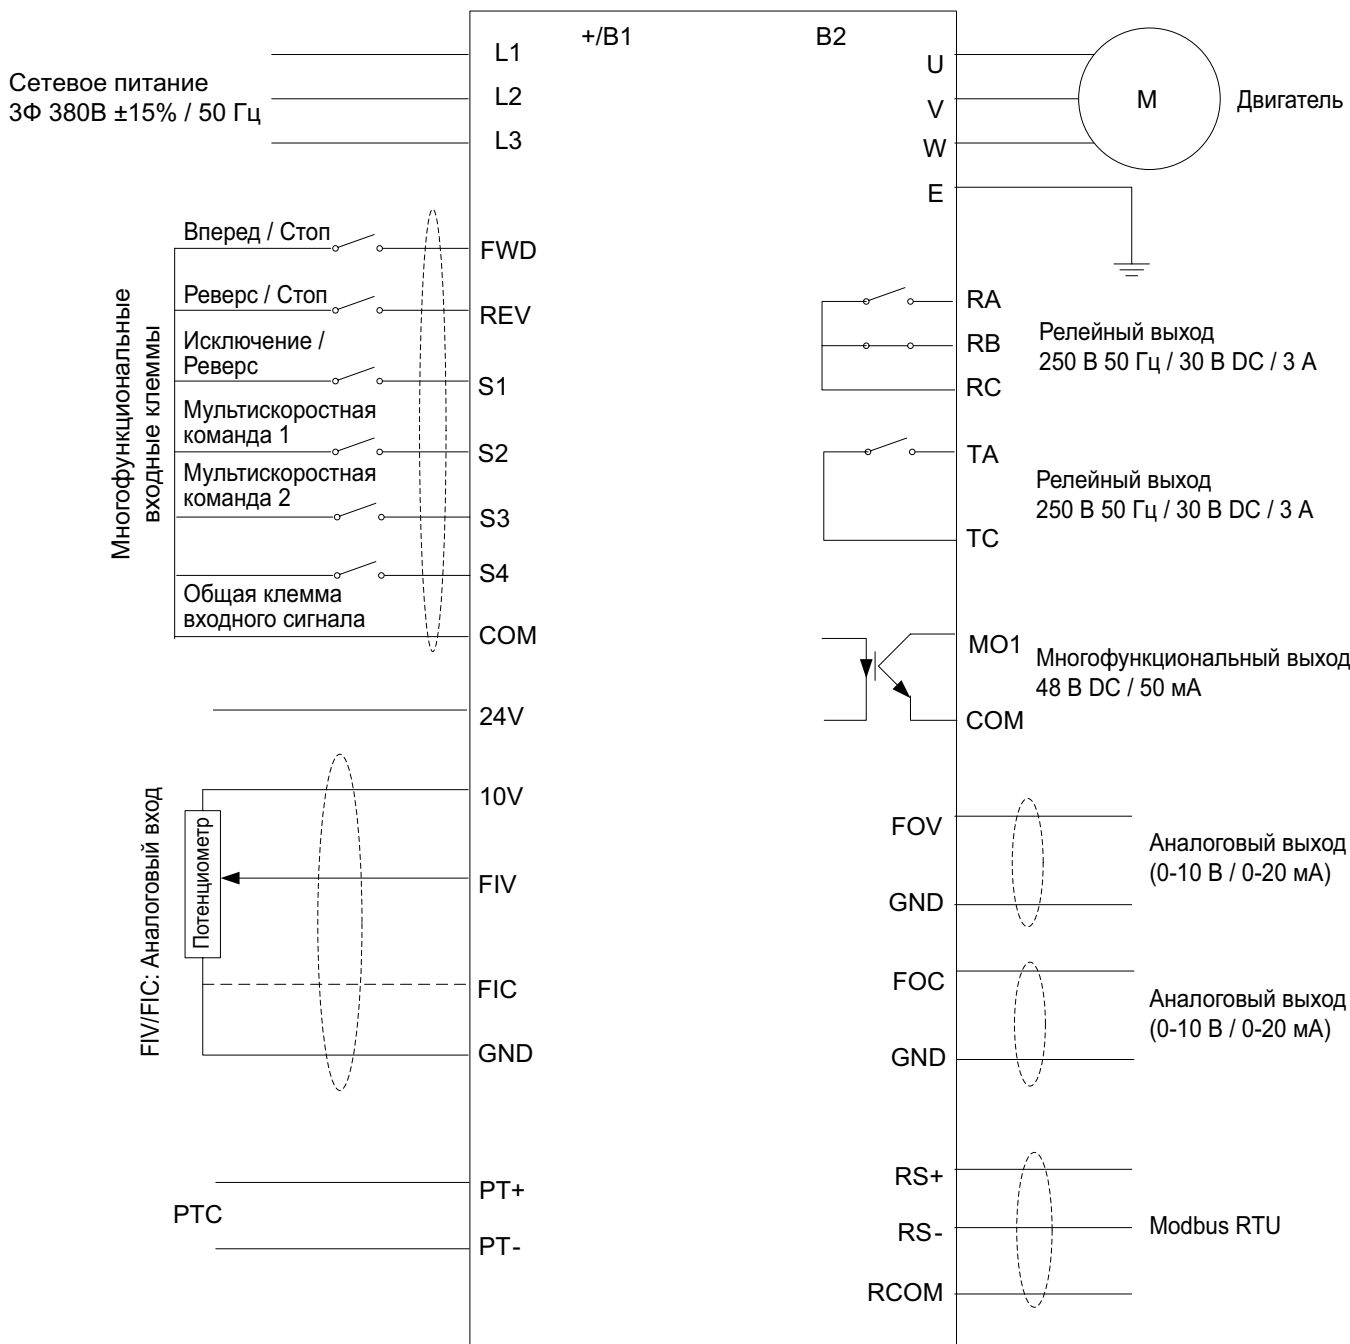 +/B1
B2
L1
L2
L3
Сетевое питание
3Ф 380В ±15% / 50 Гц
U
V
W
E
M
Двигатель
Многофункциональные
входные клеммы
Вперед / Стоп
FWD
Реверс / Стоп
REV
Исключение /
Реверс
S1
Мультискоростная
команда 1
S2
Мультискоростная
команда 2
S3
S4
Общая клемма
входного сигнала
COM
RA
RB
RC
Релейный выход
250 В 50 Гц / 30 В DC / 3 А
TA
TC
Релейный выход
250 В 50 Гц / 30 В DC / 3 А
MO1
COM
Многофункциональный выход
48 В DC / 50 мА
24V
FIV/FIC: Аналоговый вход
Потенциометр
10V
FIV
FIC
GND
FOV
GND
Аналоговый выход
(0-10 В / 0-20 мА)
FOC
GND
Аналоговый выход
(0-10 В / 0-20 мА)
PTC
PT+
PT-
RS+
RS-
RCOM
Modbus RTU